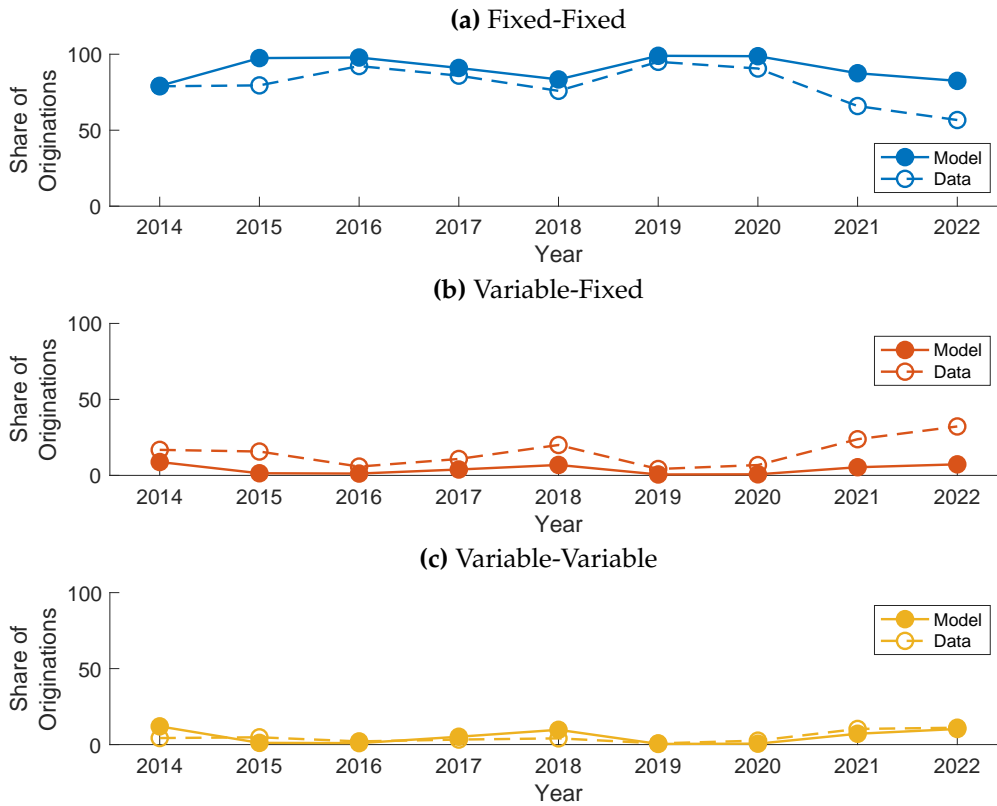 (a) Fixed-Fixed
100
50
0
Share of
Originations
Model
Data
2014 2015 2016 2017 2018 2019 2020 2021 2022
Year
(b) Variable-Fixed
100
50
0
Share of
Originations
Model
Data
2014 2015 2016 2017 2018 2019 2020 2021 2022
Year
(c) Variable-Variable
100
50
0
Share of
Originations
Model
Data
2014 2015 2016 2017 2018 2019 2020 2021 2022
Year